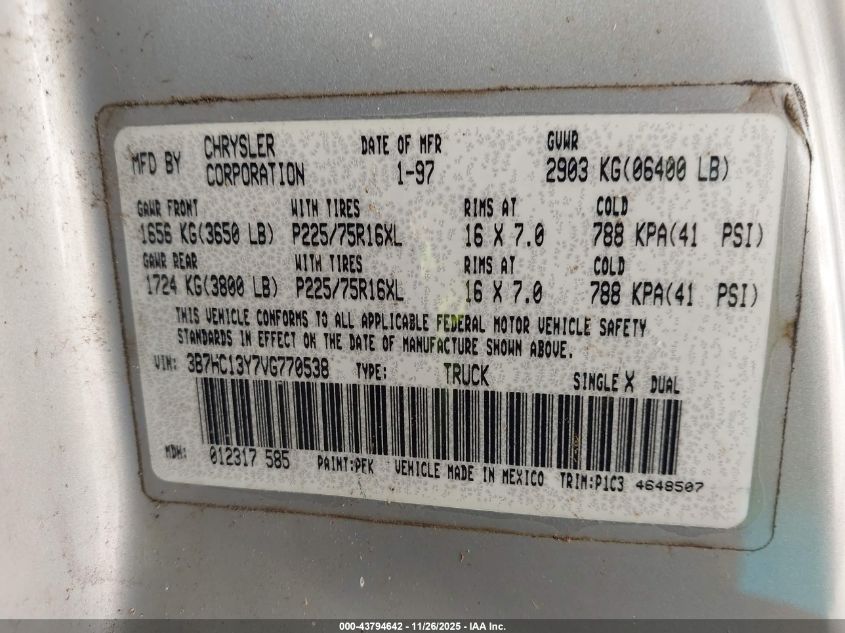 MFD BY CHRYSLER CORPORATION DATE OF MFR 1-97 GVWR 2903 KG(06400 LB)
GAWR FRONT WITH TIRES RIMS AT COLD
1656 KG(3650 LB) P225/75R16XL 16 X 7.0 788 KPA(41 PSI)
GAWR REAR WITH TIRES RIMS AT COLD
1724 KG(3800 LB) P225/75R16XL 16 X 7.0 788 KPA(41 PSI)
THIS VEHICLE CONFORMS TO ALL APPLICABLE FEDERAL MOTOR VEHICLE SAFETY
STANDARDS IN EFFECT ON THE DATE OF MANUFACTURE SHOWN ABOVE.
VIN: 3B7HC13Y7VG770538 TYPE: TRUCK SINGLE X DUAL
MDH: 012317 585 PAINT:PFK VEHICLE MADE IN MEXICO TRIM:P1C3 4648507
000-43794642 - 11/26/2025 - IAA Inc.